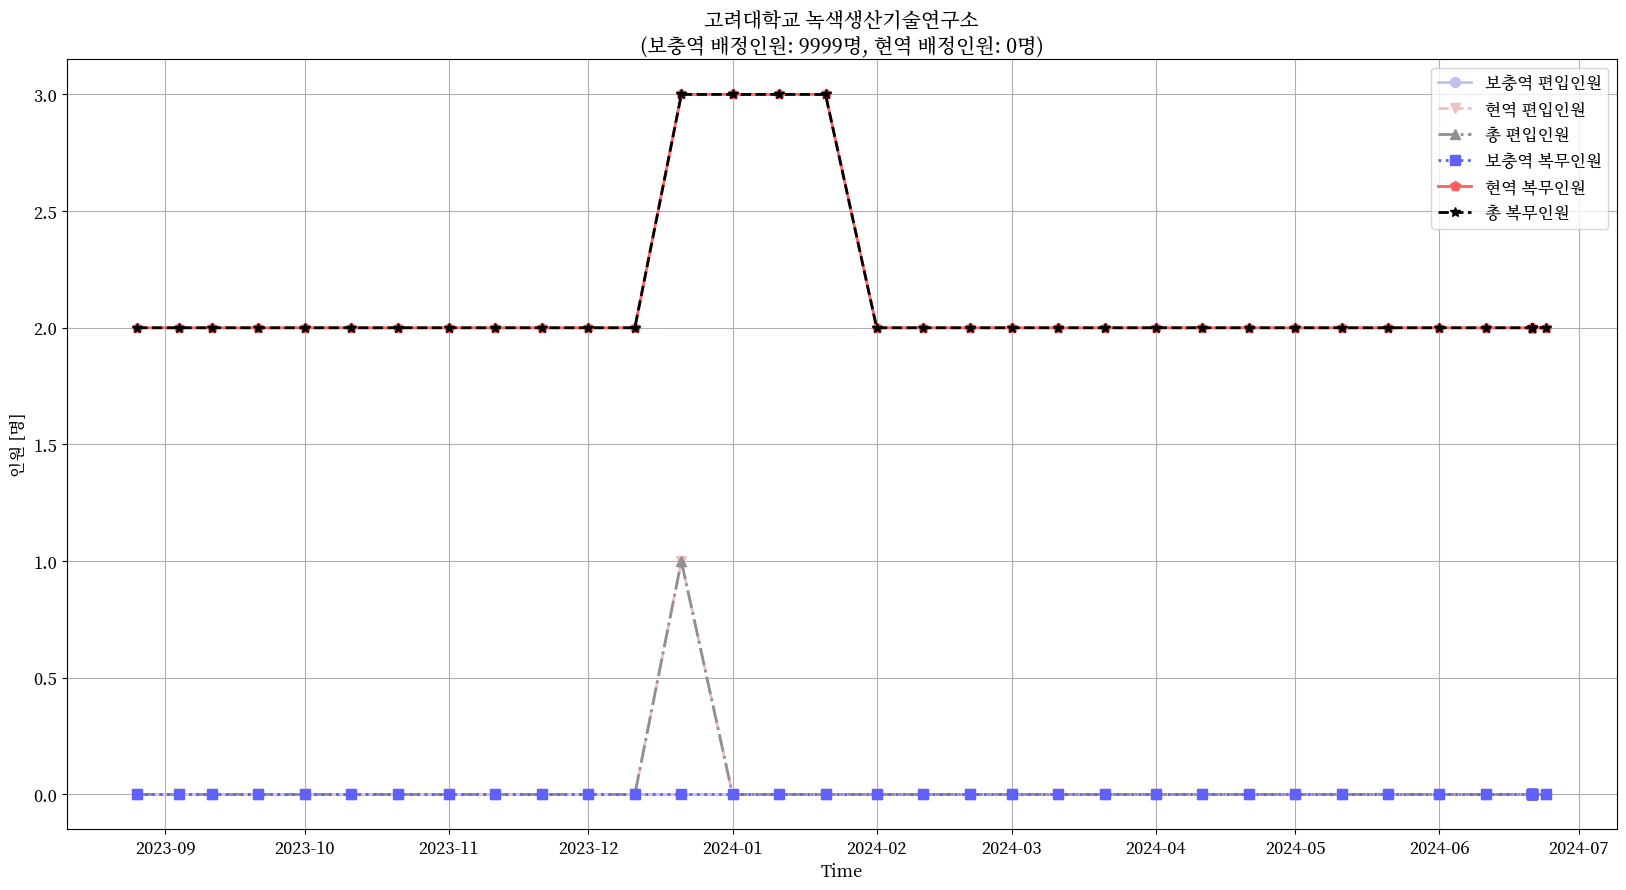 고려대학교 녹색생산기술연구소
(보충역 배정인원: 9999명, 현역 배정인원: 0명)
보충역 편입인원
현역 편입인원
총 편입인원
보충역 복무인원
현역 복무인원
총 복무인원
인원 [명]
3.0
2.5
2.0
1.5
1.0
0.5
0.0
2023-09 2023-10 2023-11 2023-12 2024-01 2024-02 2024-03 2024-04 2024-05 2024-06 2024-07
Time